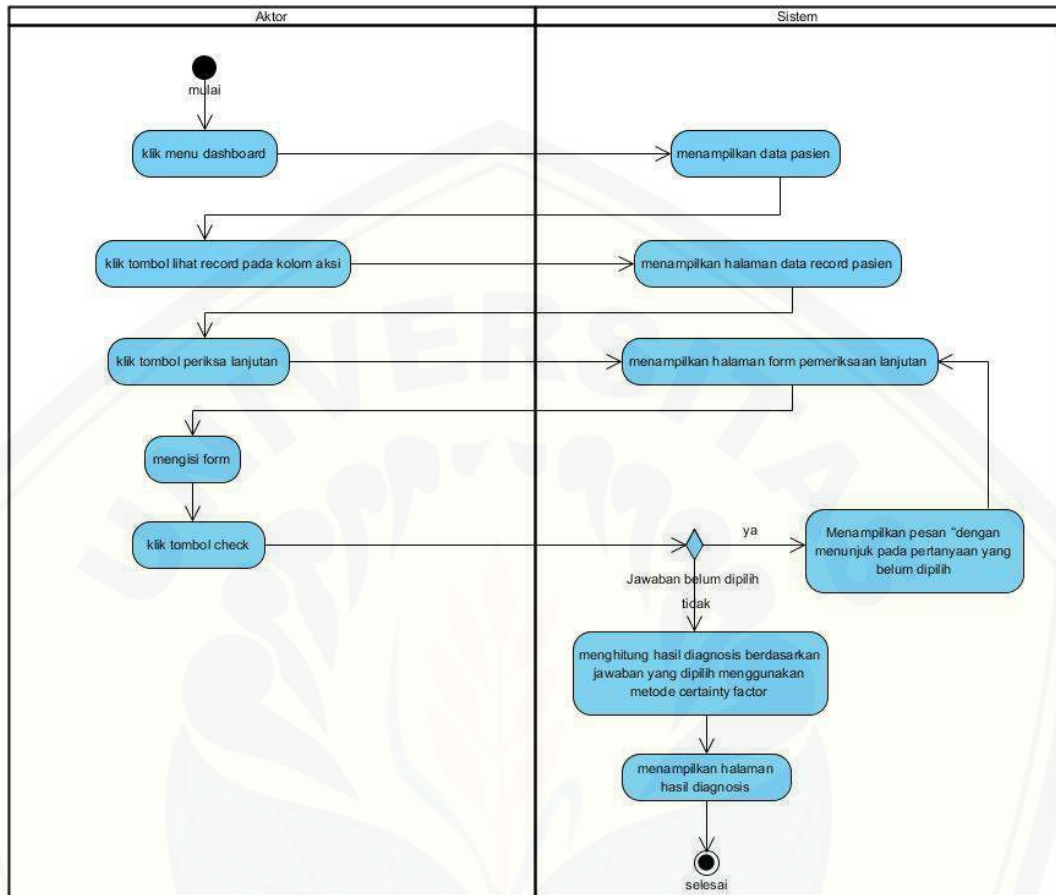 Aktor
Sistem
mulai
klik menu dashboard
menampilkan data pasien
klik tombol lihat record pada kolom aksi
menampilkan halaman data record pasien
klik tombol periksa lanjutan
menampilkan halaman form pemeriksaan lanjutan
mengisi form
klik tombol check
ya
Menampilkan pesan "dengan
menunjuk pada pertanyaan yang
belum dipilih
Jawaban belum dipilih
tidak
menghitung hasil diagnosis berdasarkan
jawaban yang dipilih menggunakan
metode certainty factor
menampilkan halaman
hasil diagnosis
selesai
UNIVERSITAS